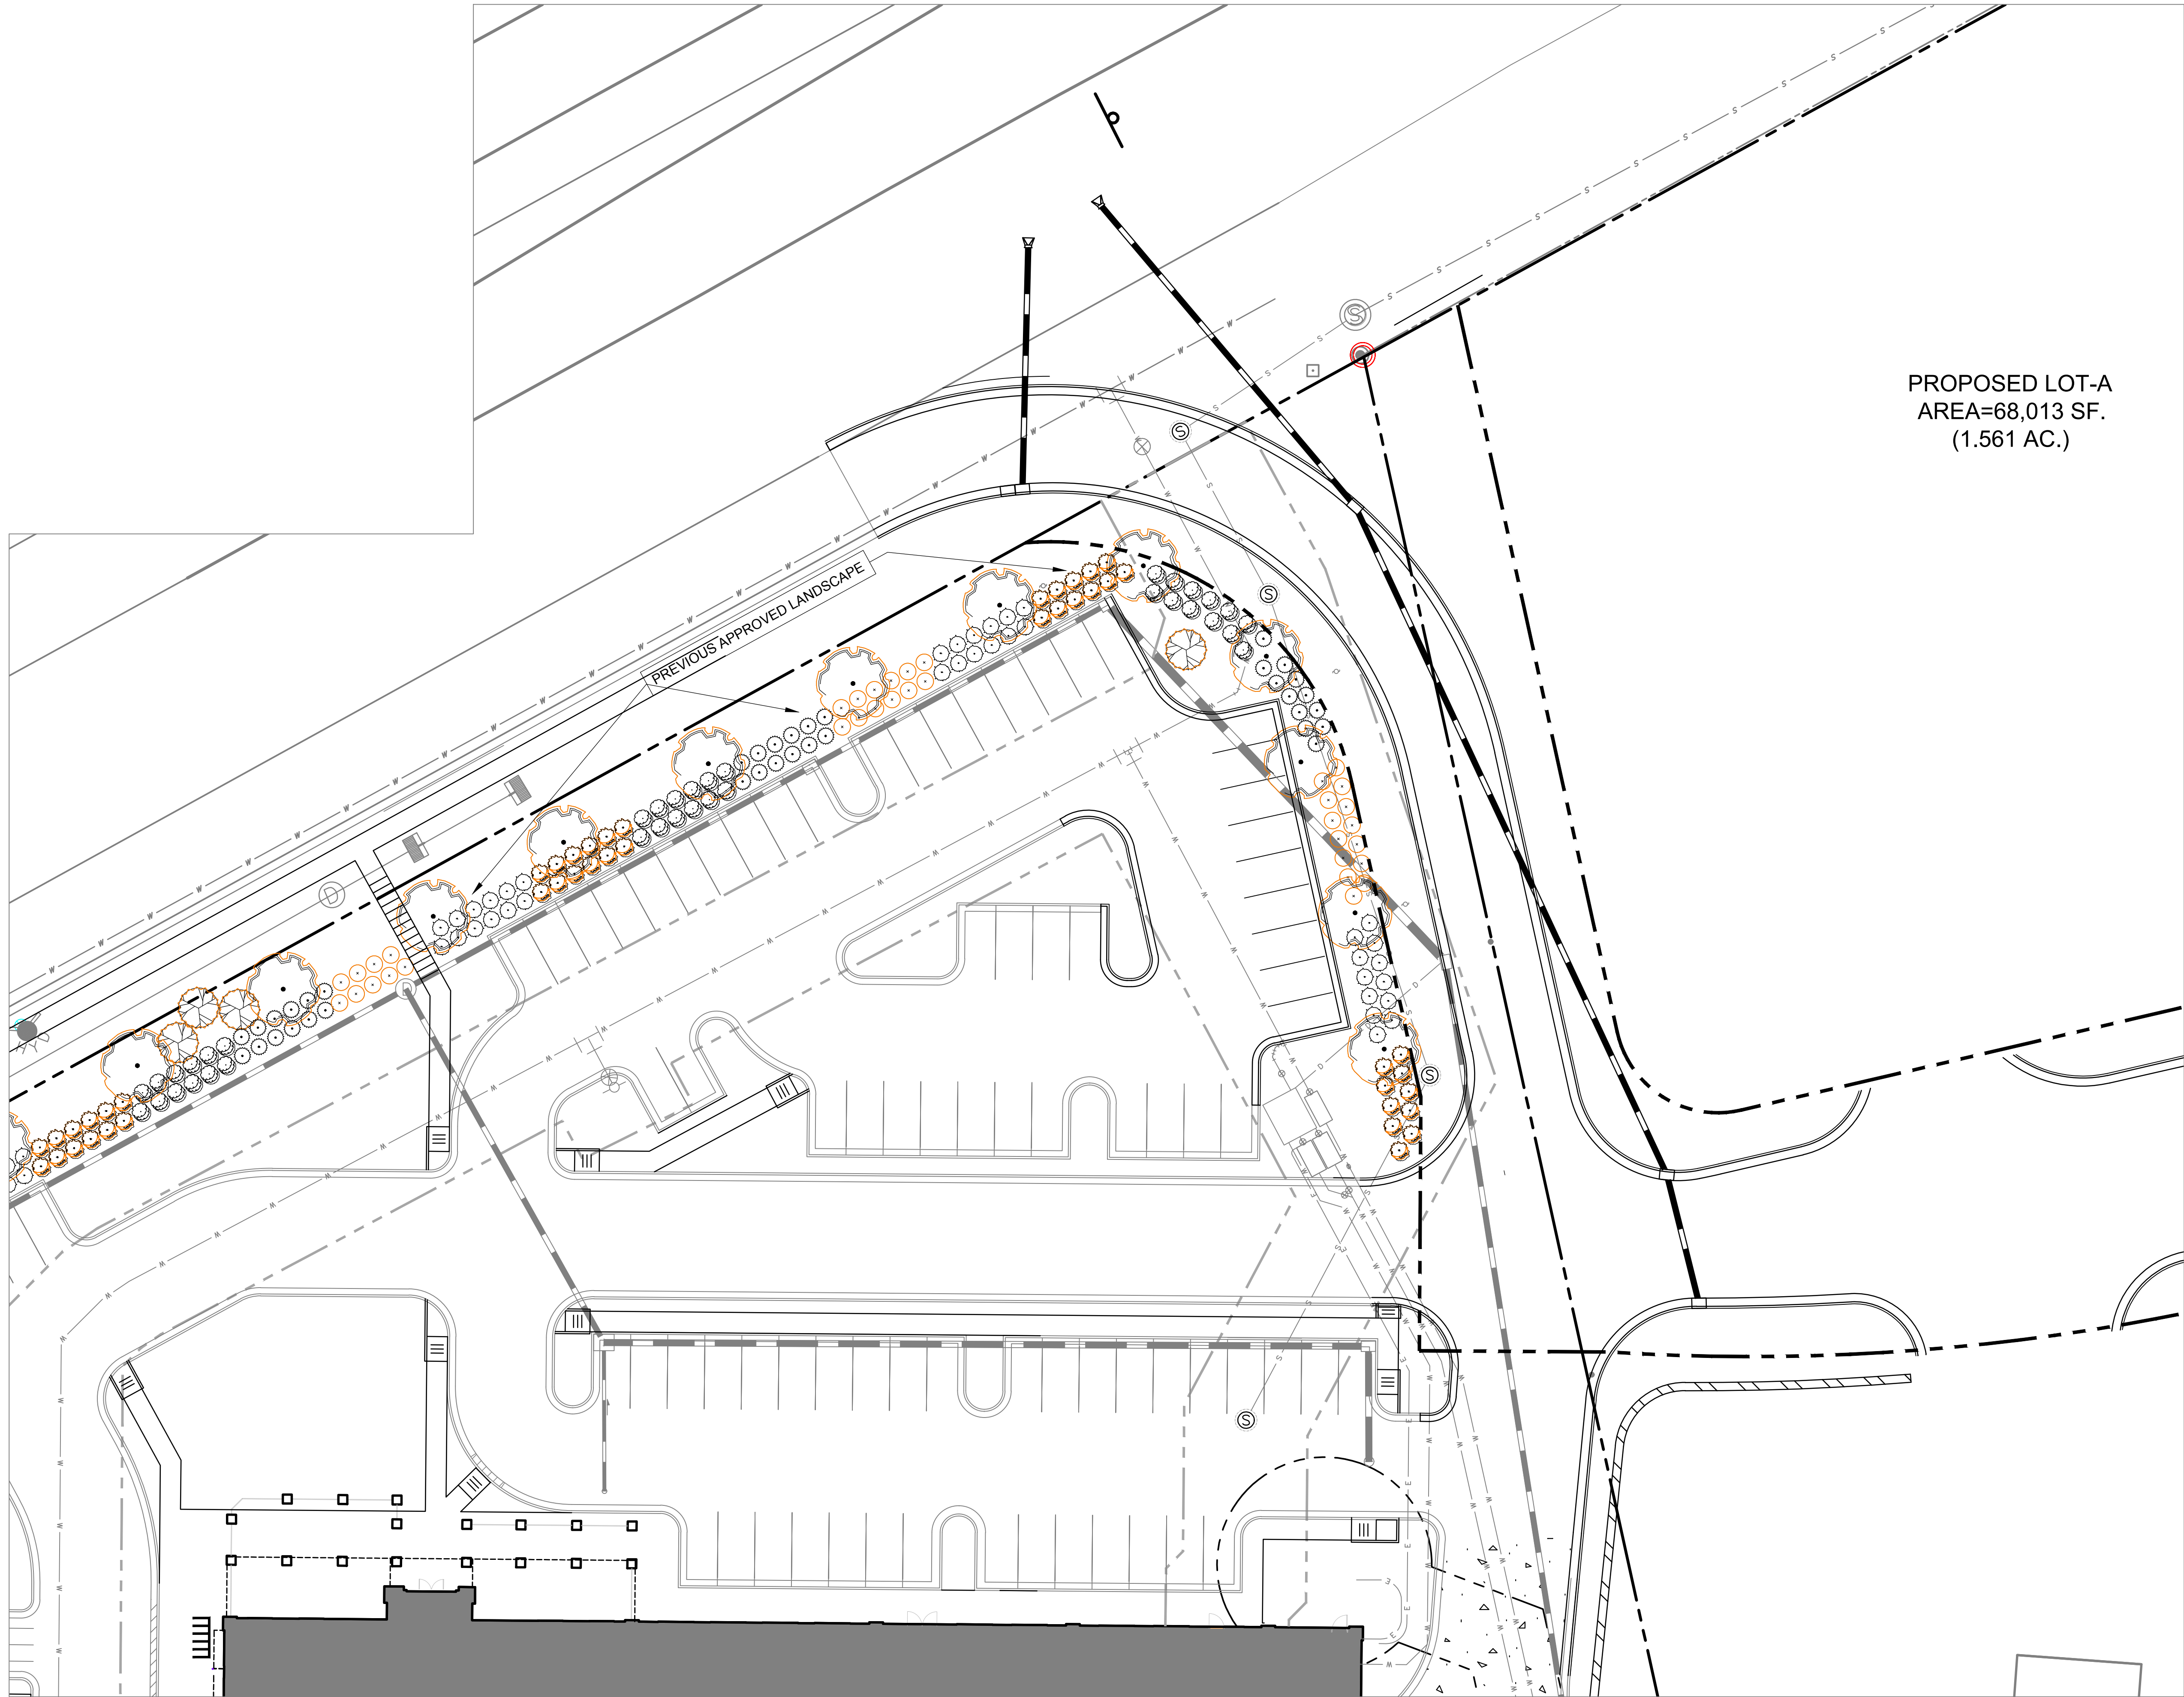 PROPOSED LOT-A
AREA=68,013 SF.
(1.561 AC.)
PREVIOUS APPROVED LANDSCAPE